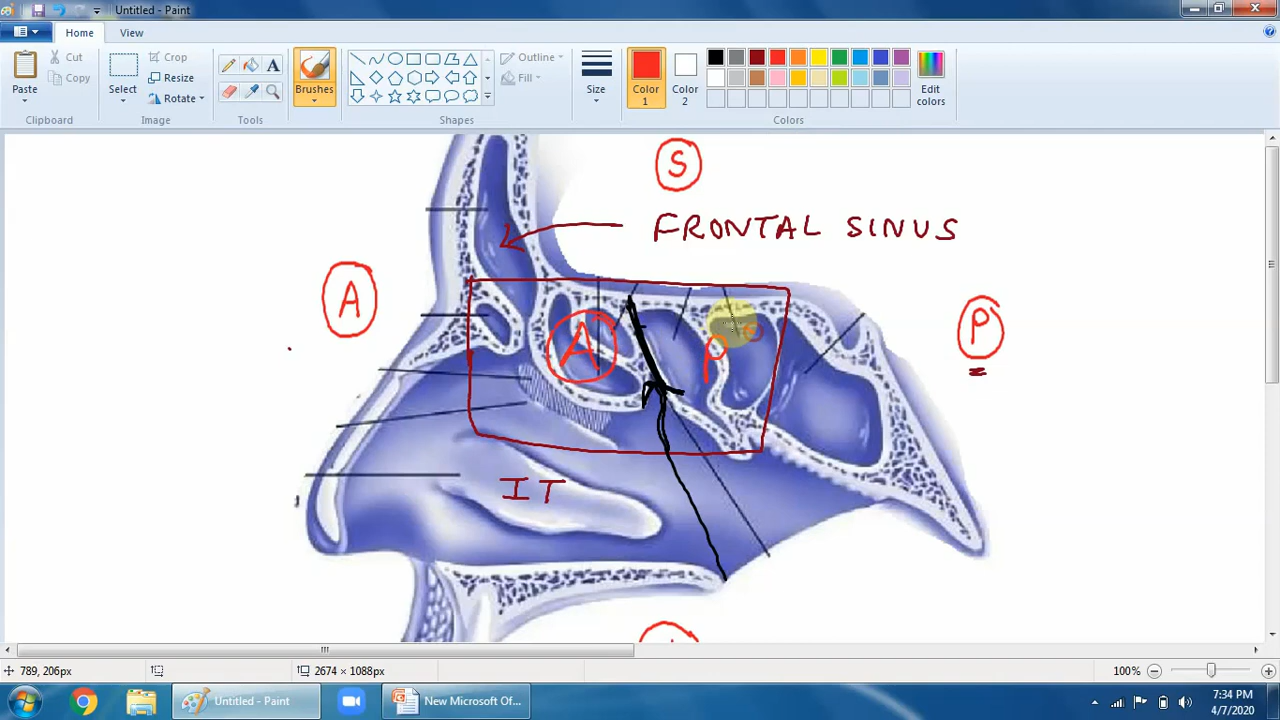 Untitled - Paint
Home
View
Paste
Cut
Copy
Clipboard
Select
Crop
Resize
Rotate
Image
Tools
Brushes
Shapes
Outline
Fill
Size
Color 1
Color 2
Edit colors
Colors
S
FRONTAL SINUS
A
A
P
P
IT
789, 206px
2674 × 1088px
100%
Untitled - Paint
New Microsoft Of...
7:34 PM
4/7/2020